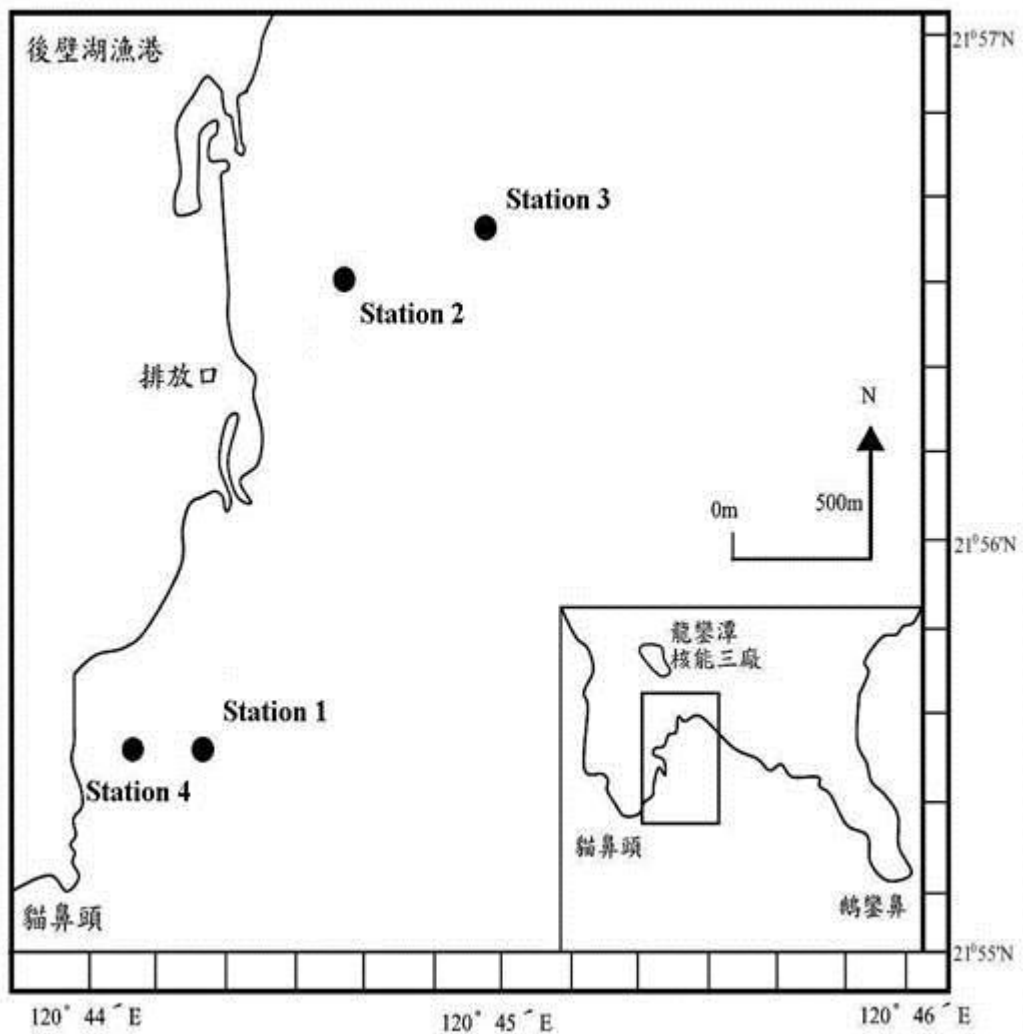 後壁湖漁港
21°57'N
Station 3
Station 2
排放口
N
0m
500m
21°56'N
龍鑾潭
核能三廠
Station 1
Station 4
貓鼻頭
貓鼻頭
鵝鑾鼻
21°55'N
120° 44´E
120° 45´E
120° 46´E